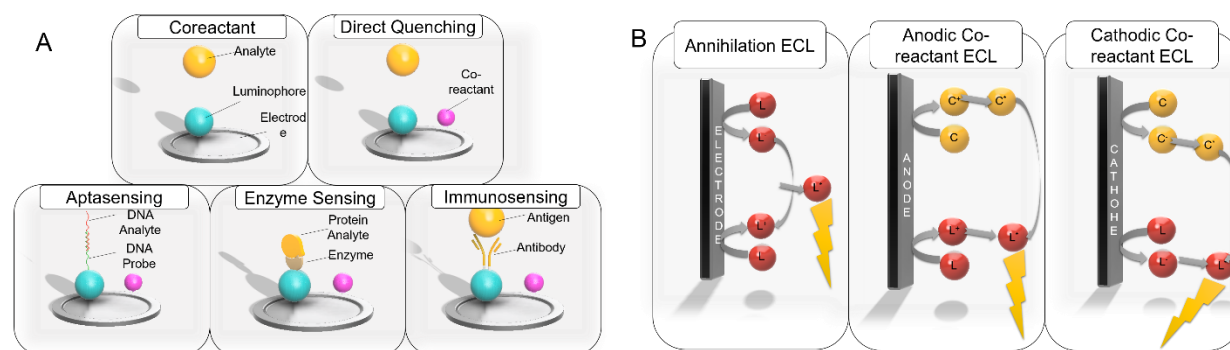 A
Coreactant
Analyte
Luminophore
Electrod
e
Direct Quenching
Co-
reactant
Aptasensing
DNA
Analyte
DNA
Probe
Enzyme Sensing
Protein
Analyte
Enzyme
Immunosensing
Antigen
Antibody
B
Annihilation ECL
ELECTRODE
L
L⁻
L*
L⁺
L
Anodic Co-
reactant ECL
ANODE
C⁺
C•
C
L⁺
L*
L
Cathodic Co-
reactant ECL
CATHOHE
C
C⁻
C•
L
L⁻
L*